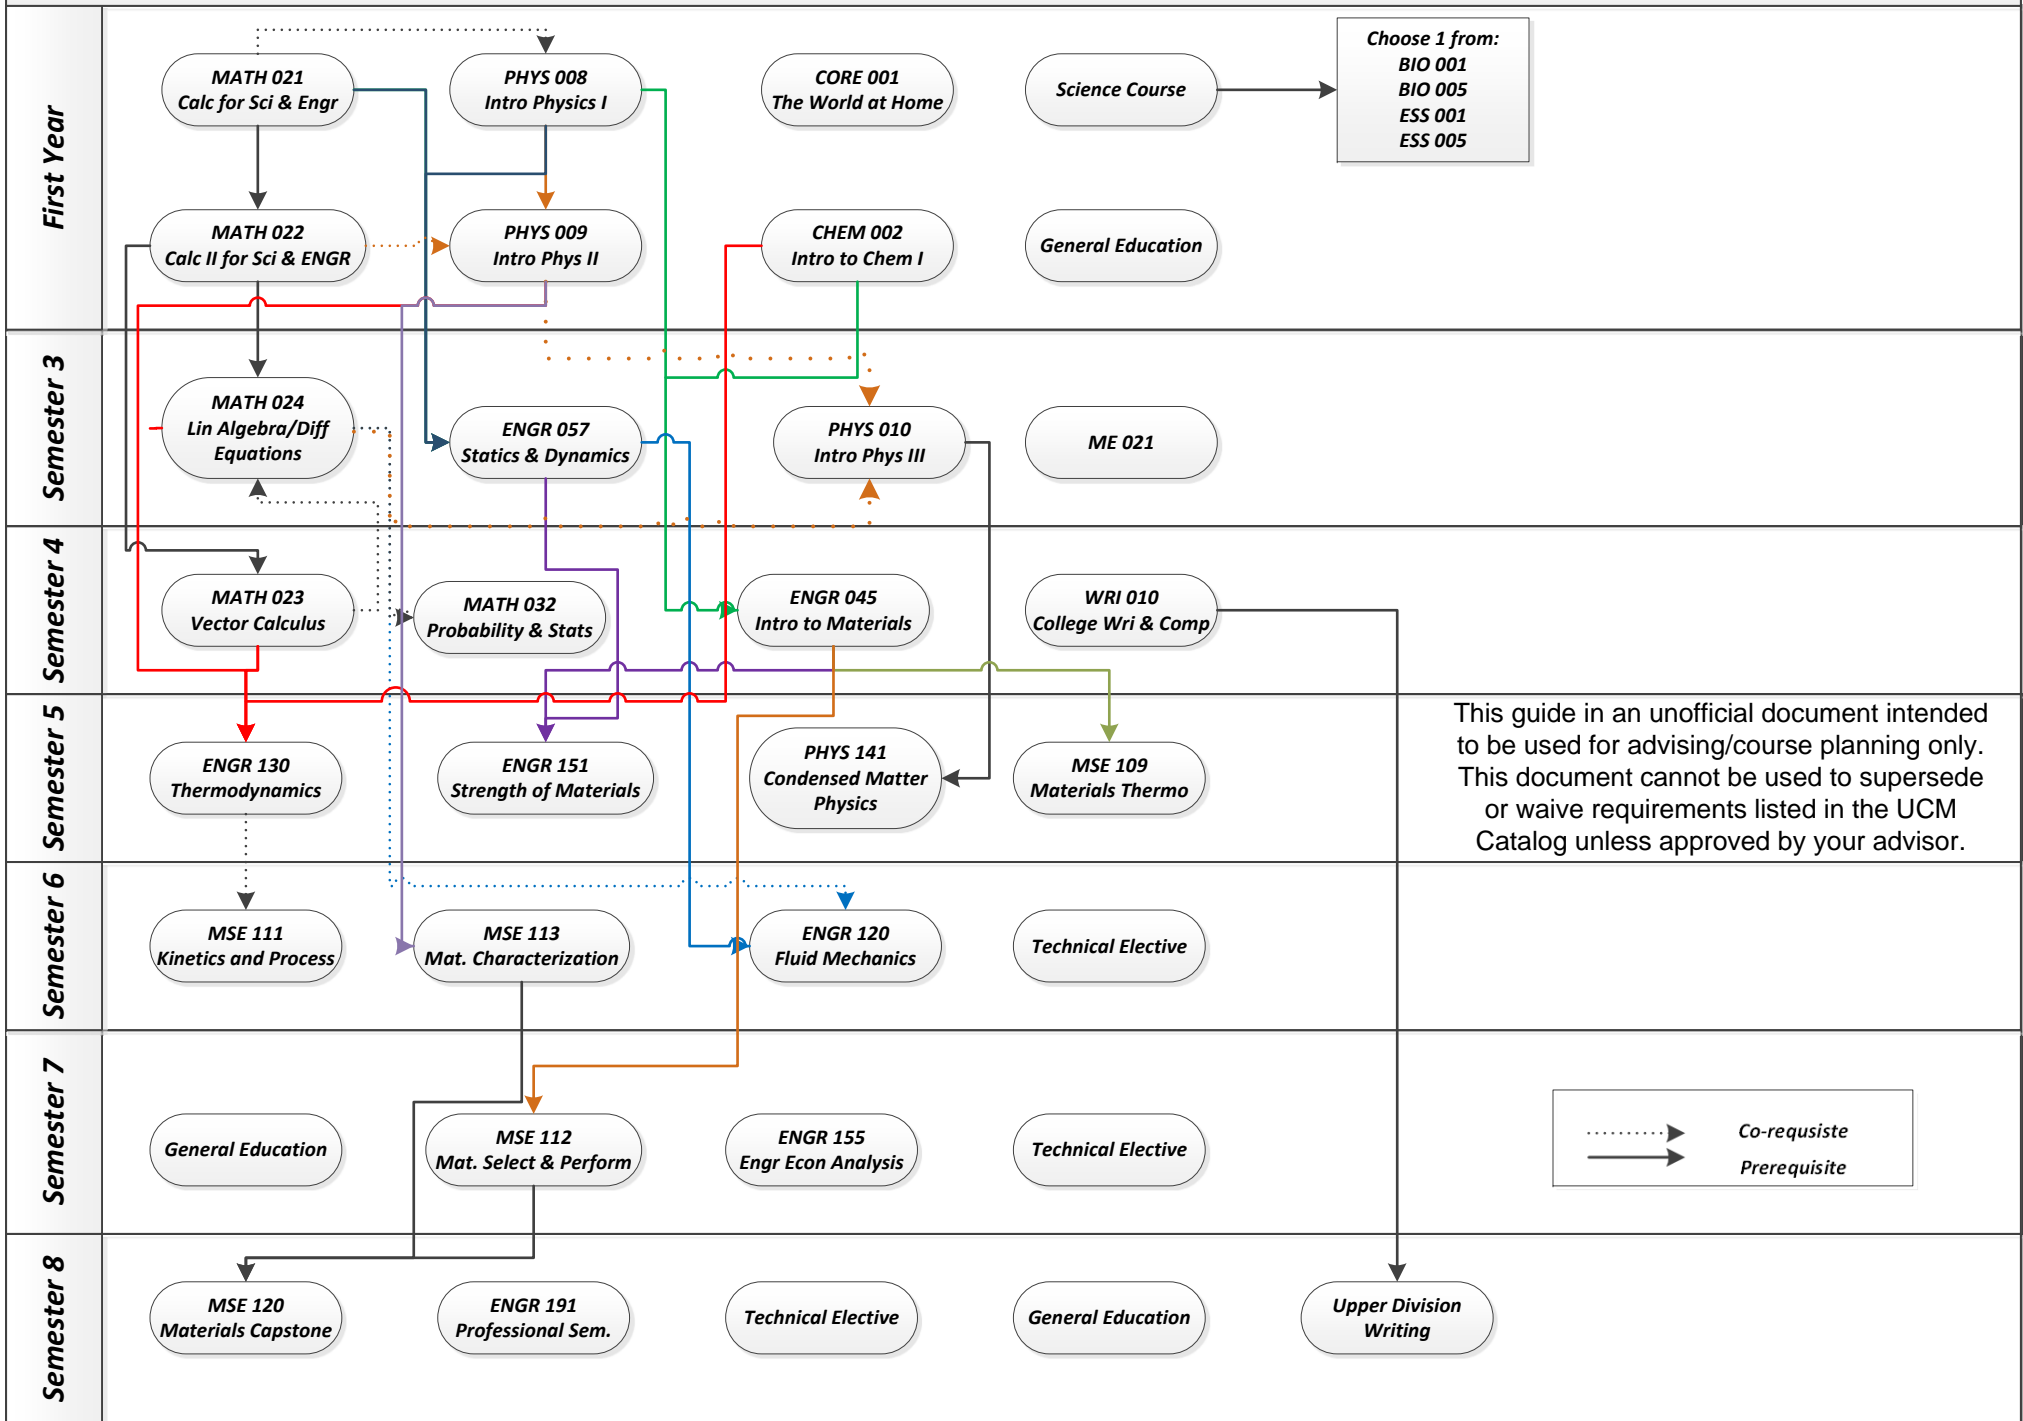 First Year
MATH 021
Calc for Sci & Engr
PHYS 008
Intro Physics I
CORE 001
The World at Home
Science Course
Choose 1 from:
BIO 001
BIO 005
ESS 001
ESS 005
MATH 022
Calc II for Sci & ENGR
PHYS 009
Intro Phys II
CHEM 002
Intro to Chem I
General Education
Semester 3
MATH 024
Lin Algebra/Diff
Equations
ENGR 057
Statics & Dynamics
PHYS 010
Intro Phys III
ME 021
Semester 4
MATH 023
Vector Calculus
MATH 032
Probability & Stats
ENGR 045
Intro to Materials
WRI 010
College Wri & Comp
Semester 5
ENGR 130
Thermodynamics
ENGR 151
Strength of Materials
PHYS 141
Condensed Matter
Physics
MSE 109
Materials Thermo
This guide in an unofficial document intended
to be used for advising/course planning only.
This document cannot be used to supersede
or waive requirements listed in the UCM
Catalog unless approved by your advisor.
Semester 6
MSE 111
Kinetics and Process
MSE 113
Mat. Characterization
ENGR 120
Fluid Mechanics
Technical Elective
Semester 7
General Education
MSE 112
Mat. Select & Perform
ENGR 155
Engr Econ Analysis
Technical Elective
Co-requsiste
Prerequisite
Semester 8
MSE 120
Materials Capstone
ENGR 191
Professional Sem.
Technical Elective
General Education
Upper Division
Writing